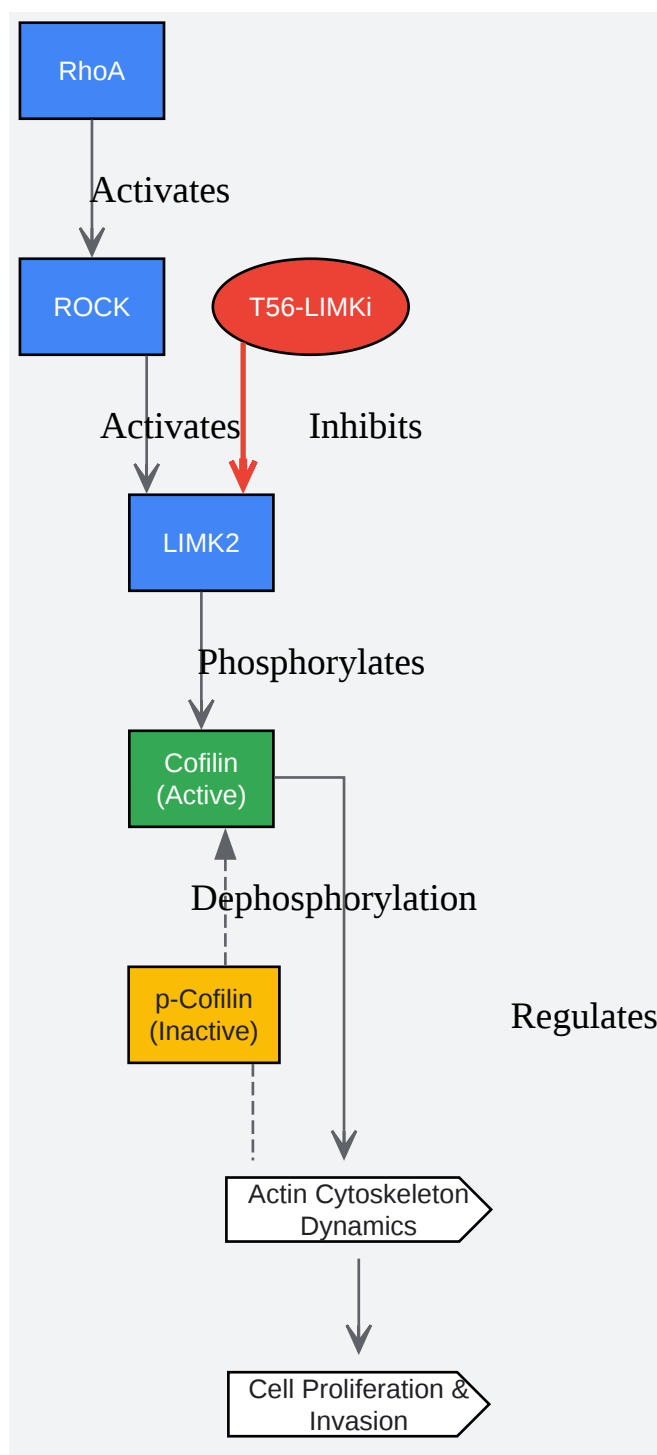 RhoA
Activates
ROCK
T56-LIMKi
Activates
Inhibits
LIMK2
Phosphorylates
Cofilin
(Active)
Dephosphorylation
p-Cofilin
(Inactive)
Regulates
Actin Cytoskeleton
Dynamics
Cell Proliferation &
Invasion